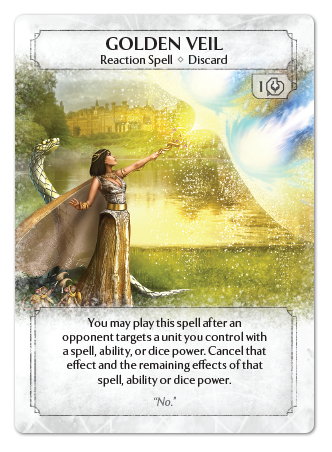 GOLDEN VEIL
Reaction Spell ◇ Discard
1
You may play this spell after an
opponent targets a unit you control with
a spell, ability, or dice power. Cancel that
effect and the remaining effects of that
spell, ability or dice power.
“No.”